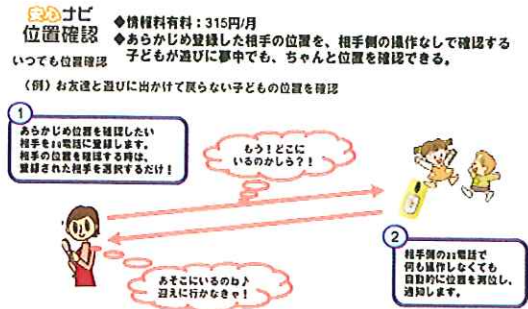 安心ナビ
位置確認
いつても位置確認
◆情報料有料：315円/月
◆あらかじめ登録した相手の位置を、相手側の操作なしで確認する
子どもが遊びに夢中でも、ちゃんと位置を確認できる。
（例）お友達と遊びに出かけて戻らない子どもの位置を確認
1
あらかじめ位置を確認したい
相手をau電話に登録します。
相手の位置を確認する時は、
登録された相手を選択するだけ！
もう！どこに
いるのかしら？！
あそこにいるのね♪
迎えに行かなきゃ！
2
相手側のau電話で
何も操作しなくても
自動的に位置を測位し、
通知します。